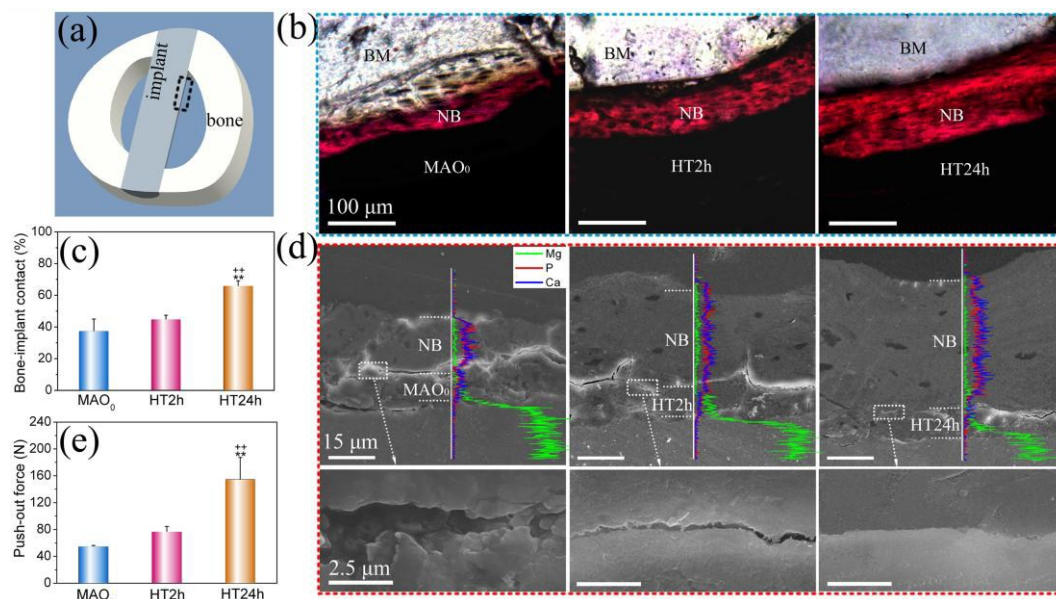 (a)
implant
bone
(b)
BM
NB
MAO₀
100 μm
BM
NB
HT2h
BM
NB
HT24h
(c)
Bone-implant contact (%)
100
80
60
40
20
0
++
**
MAO₀
HT2h
HT24h
(d)
Mg
P
Ca
NB
MAO₀
15 μm
NB
HT2h
NB
HT24h
2.5 μm
(e)
Push-out force (N)
240
200
160
120
80
40
0
++
**
MAO
HT2h
HT24h